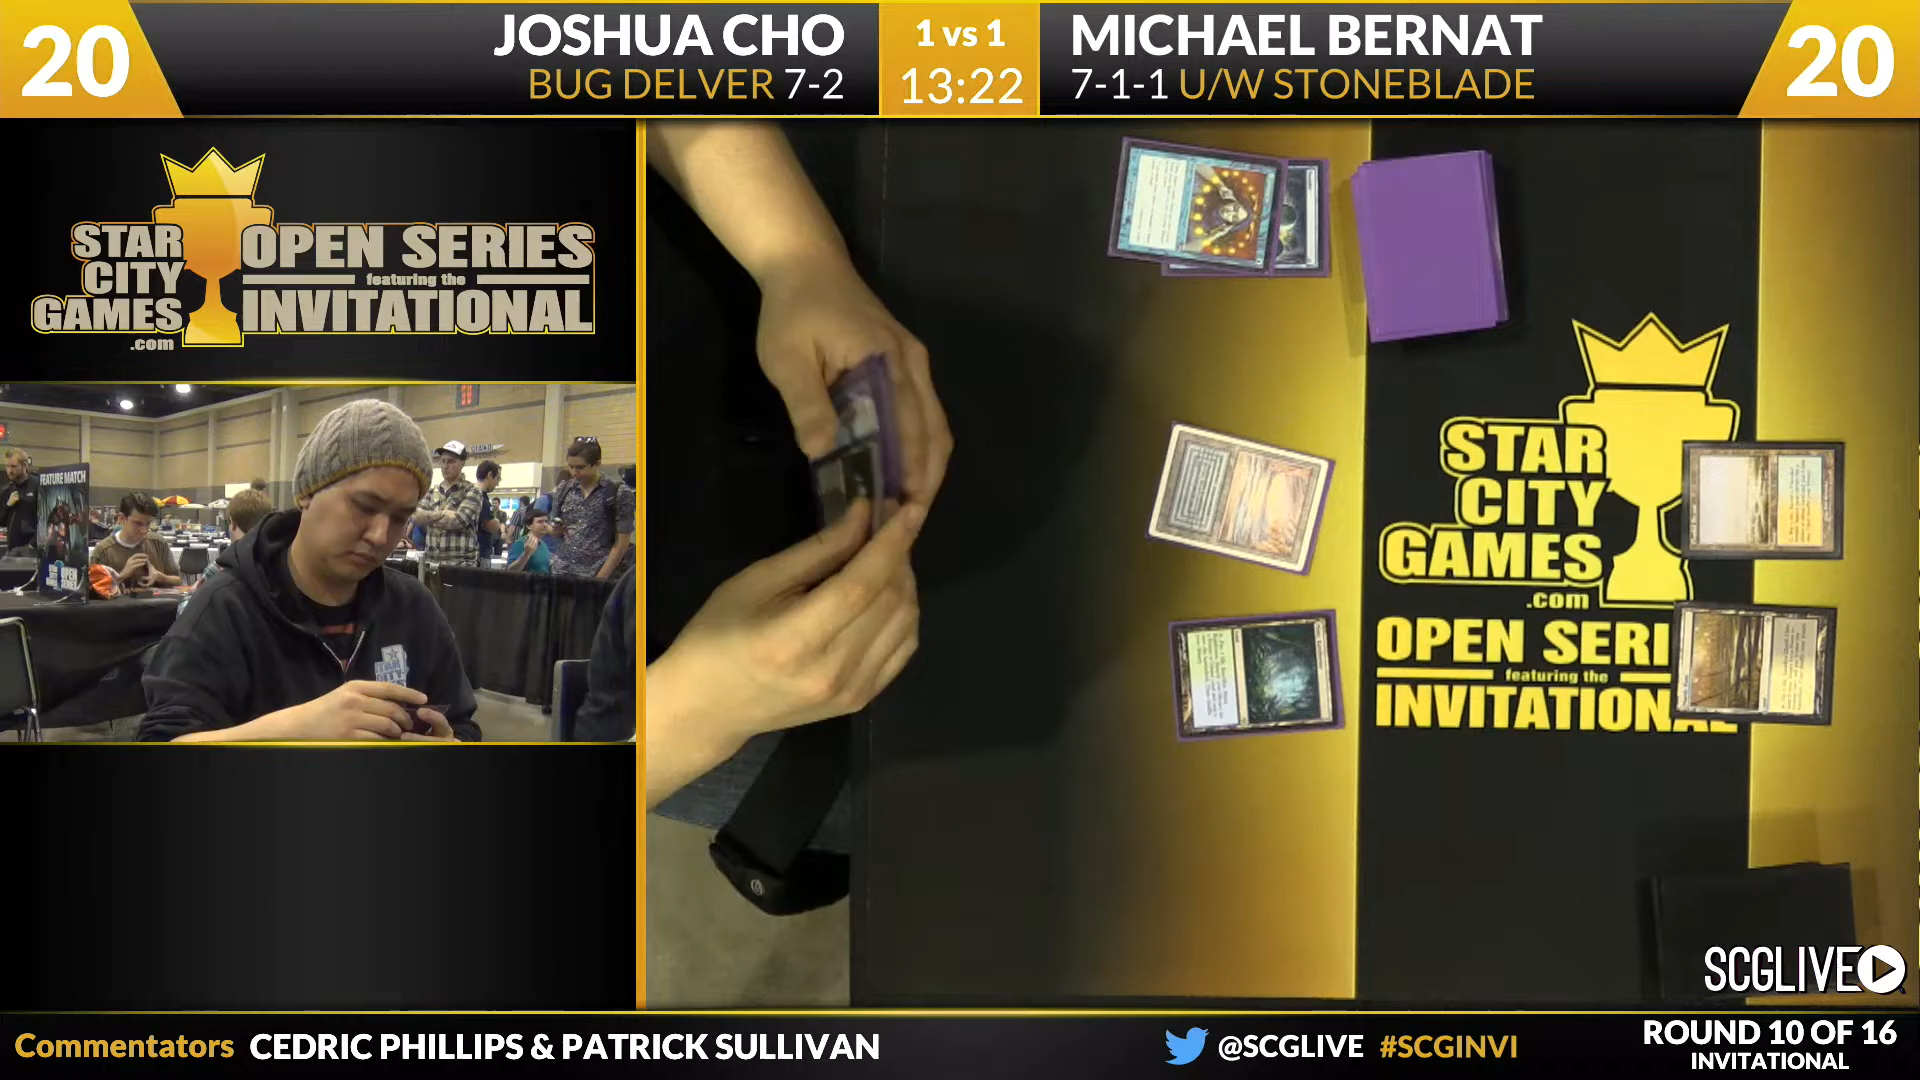 20
JOSHUA CHO
BUG DELVER 7-2
1 vs 1
13:22
MICHAEL BERNAT
7-1-1 U/W STONEBLADE
20
STAR
CITY
GAMES
.com
OPEN SERIES
featuring the
INVITATIONAL
FEATURE MATCH
STAR
CITY
GAMES
.com
OPEN SERI
featuring the
INVITATIONAL
SCGLIVE
Commentators CEDRIC PHILLIPS & PATRICK SULLIVAN
@SCGLIVE #SCGINVI
ROUND 10 OF 16
INVITATIONAL